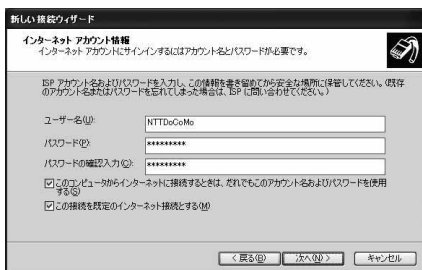 新しい接続ウィザード
インターネット アカウント情報
インターネット アカウントにサインインするにはアカウント名とパスワードが必要です。
ISP アカウント名およびパスワードを入力し、この情報を書き留めてから安全な場所に保管してください。(既存
のアカウント名またはパスワードを忘れてしまった場合は、ISP に問い合わせてください。)
ユーザー名(U):
NTTDoCoMo
パスワード(P):
*********
パスワードの確認入力(C):
*********
このコンピュータからインターネットに接続するときは、だれでもこのアカウント名およびパスワードを使用
する(S)
この接続を既定のインターネット接続とする(M)
< 戻る(B)
次へ(N) >
キャンセル